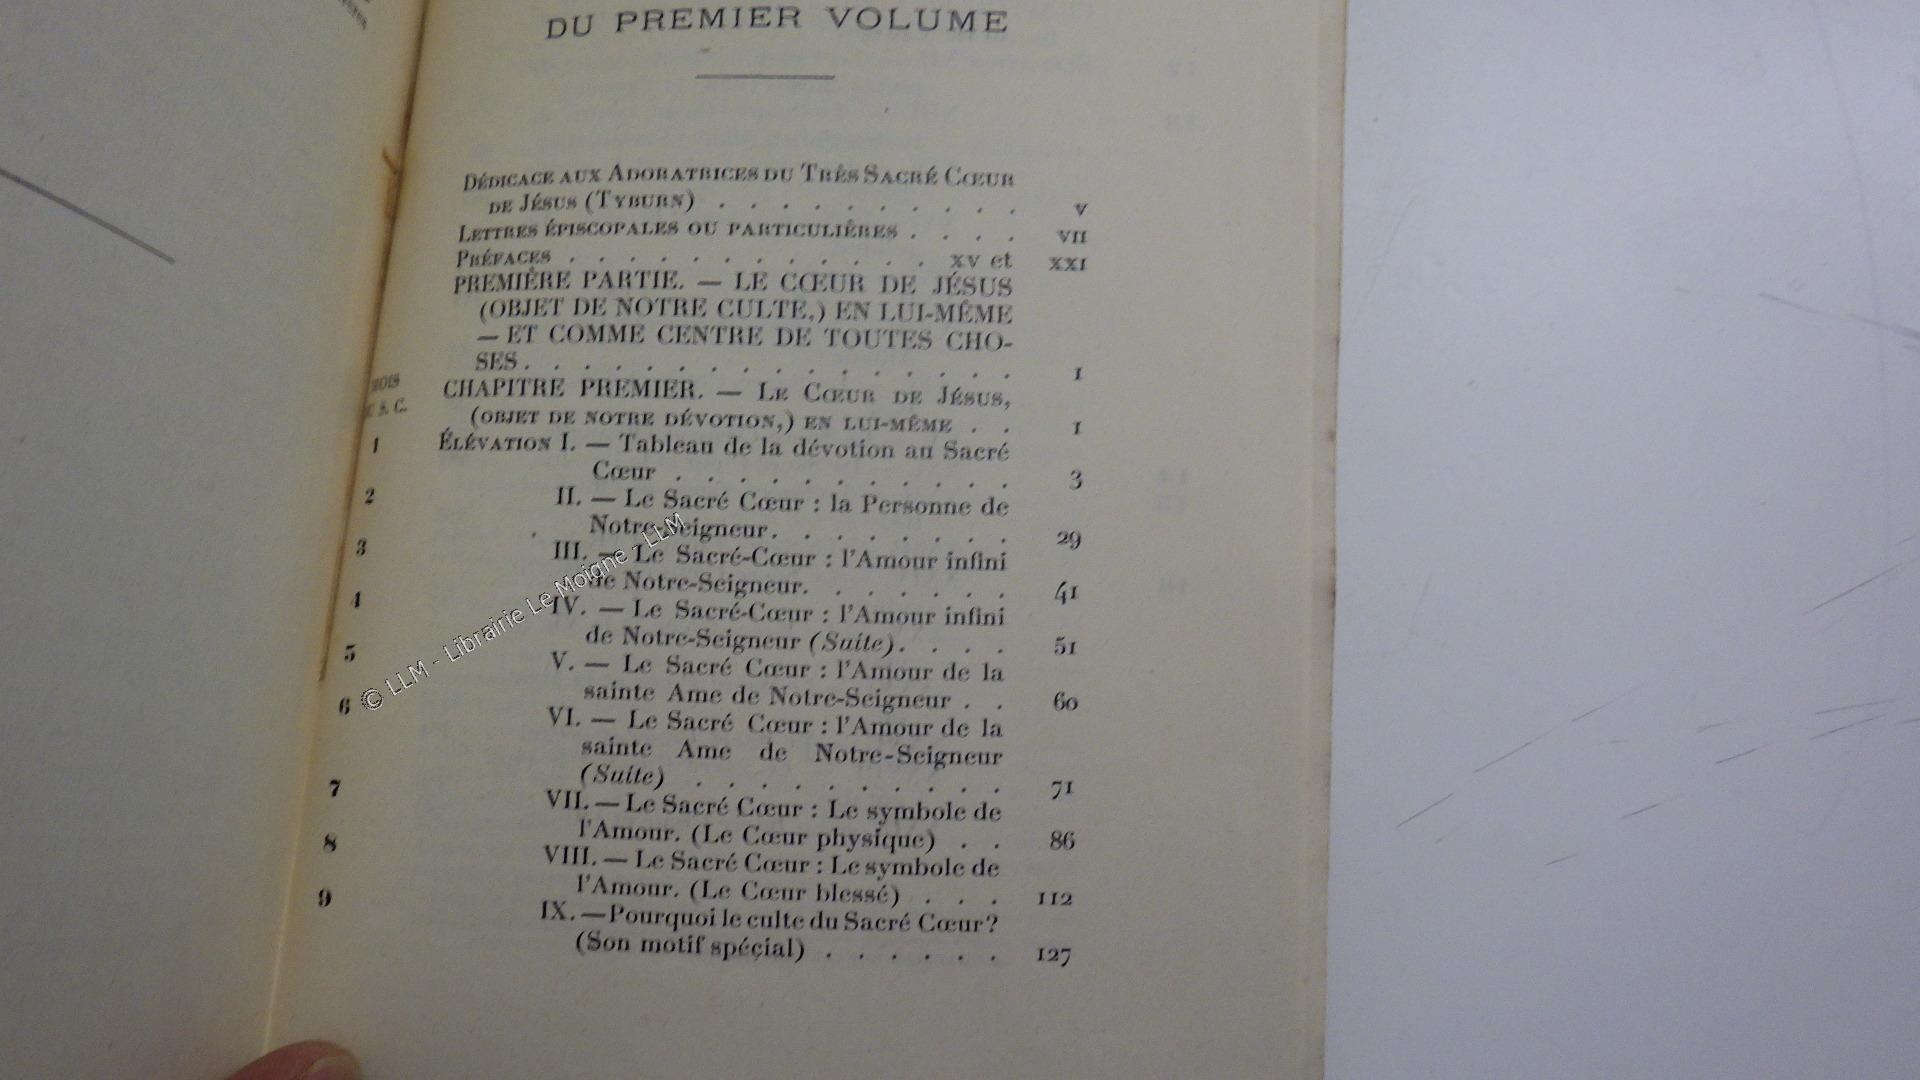 DU PREMIER VOLUME
DÉDICACE AUX ADORATRICES DU TRÈS SACRÉ CŒUR
DE JÉSUS (TYBURN) . . . . . . . . . . V
LETTRES ÉPISCOPALES OU PARTICULIÈRES . . . . VII
PRÉFACES . . . . . . . . . . . . XV et XXI
PREMIÈRE PARTIE. — LE CŒUR DE JÉSUS
(OBJET DE NOTRE CULTE,) EN LUI-MÊME
— ET COMME CENTRE DE TOUTES CHO-
SES . . . . . . . . . . . . . . . 1
MOIS
S. C.
CHAPITRE PREMIER. — LE CŒUR DE JÉSUS,
(OBJET DE NOTRE DÉVOTION,) EN LUI-MÊME . . 1
1 ÉLÉVATION I. — Tableau de la dévotion au Sacré
Cœur . . . . . . . . . . . 3
2 II. — Le Sacré Cœur : la Personne de
Notre-Seigneur. . . . . . . . . 29
3 III. — Le Sacré-Cœur : l'Amour infini
de Notre-Seigneur. . . . . . . 41
4 IV. — Le Sacré-Cœur : l'Amour infini
de Notre-Seigneur (Suite). . . . 51
5 V. — Le Sacré Cœur : l'Amour de la
sainte Ame de Notre-Seigneur . . 60
6 VI. — Le Sacré Cœur : l'Amour de la
sainte Ame de Notre-Seigneur
(Suite) . . . . . . . . . . 71
7 VII. — Le Sacré Cœur : Le symbole de
l'Amour. (Le Cœur physique) . . 86
8 VIII. — Le Sacré Cœur : Le symbole de
l'Amour. (Le Cœur blessé) . . . 112
9 IX. — Pourquoi le culte du Sacré Cœur?
(Son motif spécial) . . . . . . 127
© LLM - Librairie Le Moigne - LLM